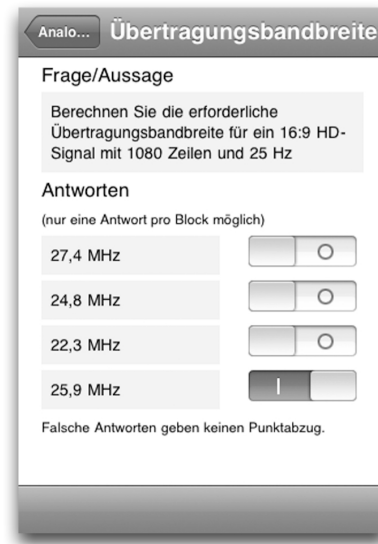 Analo...
Übertragungsbandbreite
Frage/Aussage
Berechnen Sie die erforderliche
Übertragungsbandbreite für ein 16:9 HD-
Signal mit 1080 Zeilen und 25 Hz
Antworten
(nur eine Antwort pro Block möglich)
27,4 MHz
24,8 MHz
22,3 MHz
25,9 MHz
Falsche Antworten geben keinen Punktabzug.